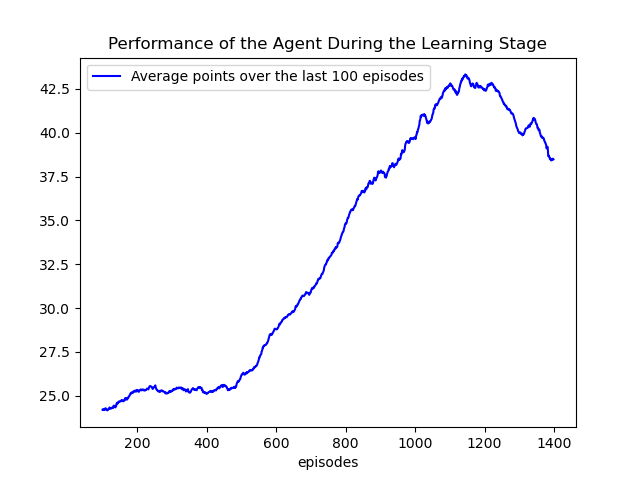 Performance of the Agent During the Learning Stage
Average points over the last 100 episodes
42.5
40.0
37.5
35.0
32.5
30.0
27.5
25.0
200 400 600 800 1000 1200 1400
episodes